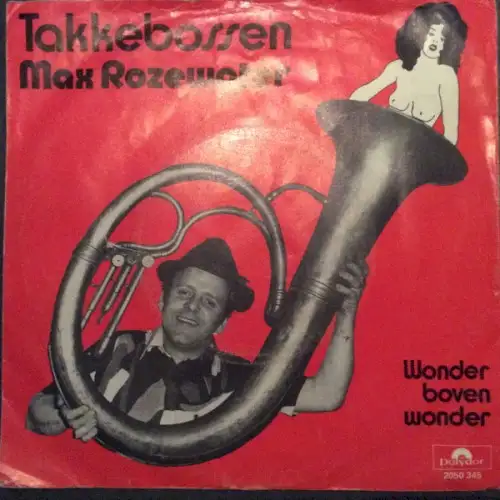 Takkebossen
Max Rozewater
Wonder
boven
wonder
Polydor
2050 345